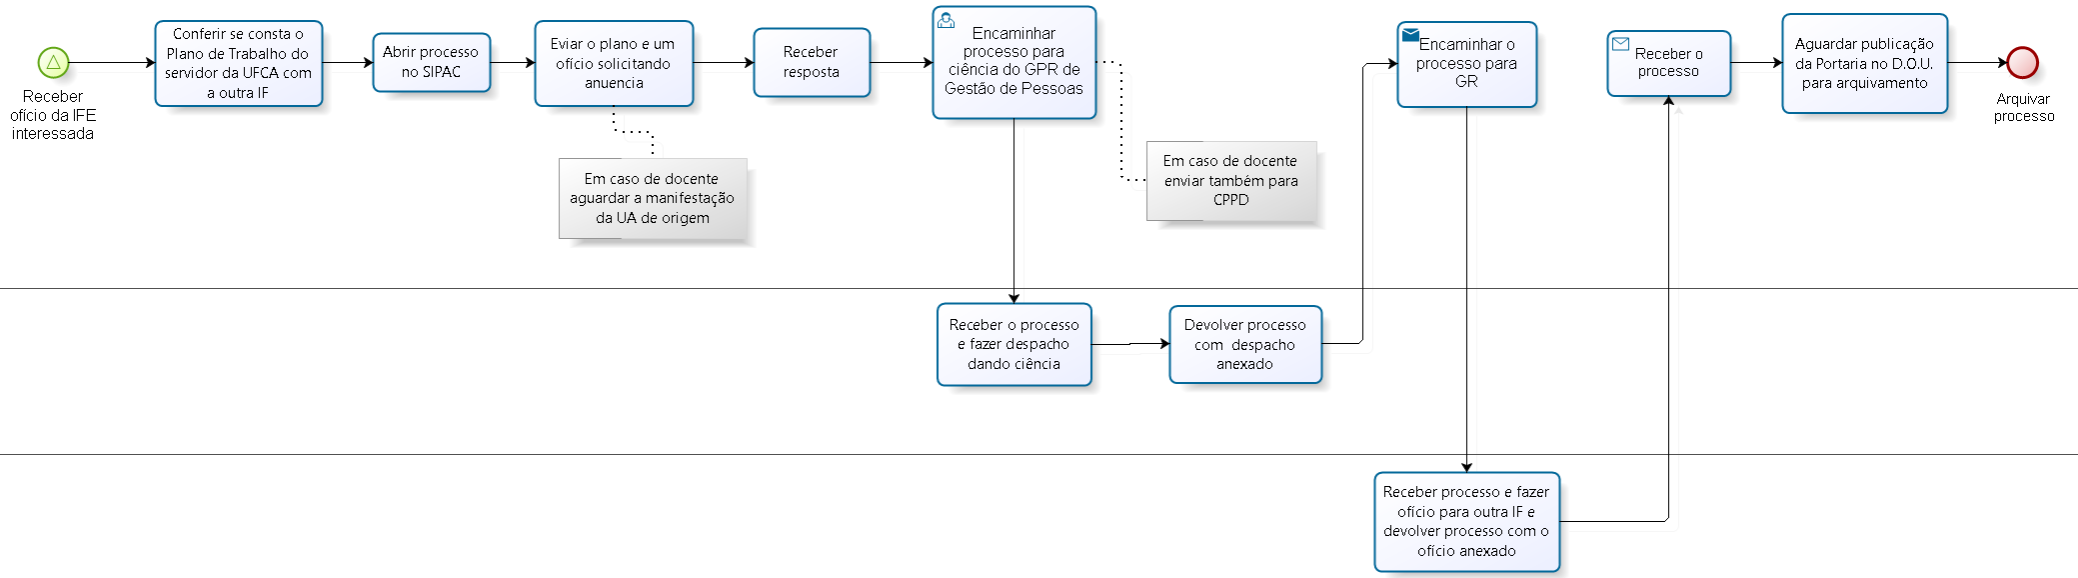 Receber
ofício da IFE
interessada
Conferir se consta o
Plano de Trabalho do
servidor da UFCA com
a outra IF
Abrir processo
no SIPAC
Eviar o plano e um
ofício solicitando
anuencia
Em caso de docente
aguardar a manifestação
da UA de origem
Receber
resposta
Encaminhar
processo para
ciência do GPR de
Gestão de Pessoas
Em caso de docente
enviar também para
CPPD
Receber o processo
e fazer despacho
dando ciência
Devolver processo
com despacho
anexado
Encaminhar o
processo para
GR
Receber processo e fazer
ofício para outra IF e
devolver processo com o
ofício anexado
Receber o
processo
Aguardar publicação
da Portaria no D.O.U.
para arquivamento
Arquivar
processo